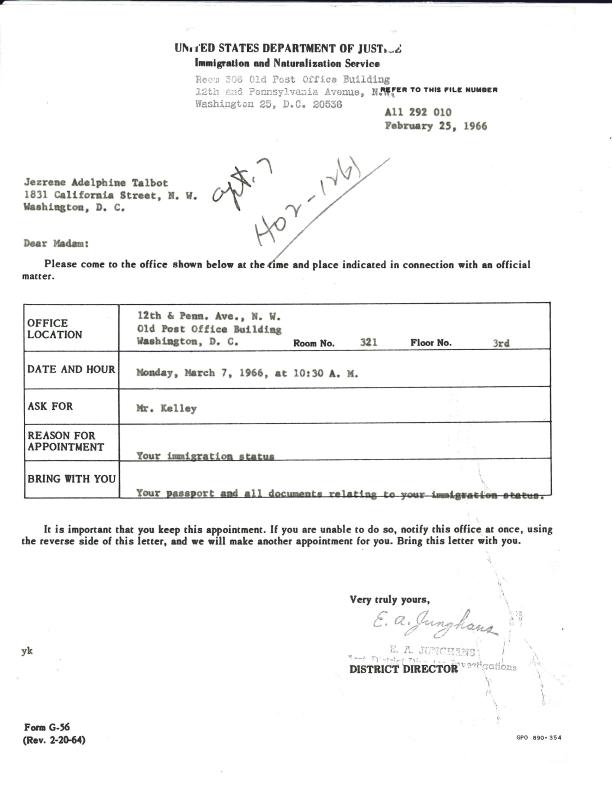 UNITED STATES DEPARTMENT OF JUSTICE
Immigration and Naturalization Service
Room 306 Old Post Office Building
12th and Pennsylvania Avenue, N.W.
Washington 25, D.C. 20536
REFER TO THIS FILE NUMBER
A11 292 010
February 25, 1966
Jezrene Adelphine Talbot
1831 California Street, N. W.
Washington, D. C.
apt. 7
HO2-1261
Dear Madam:
Please come to the office shown below at the time and place indicated in connection with an official
matter.
OFFICE LOCATION
12th & Penn. Ave., N. W.
Old Post Office Building
Washington, D. C. Room No. 321 Floor No. 3rd
DATE AND HOUR Monday, March 7, 1966, at 10:30 A. M.
ASK FOR Mr. Kelley
REASON FOR
APPOINTMENT Your immigration status
BRING WITH YOU Your passport and all documents relating to your immigration status.
It is important that you keep this appointment. If you are unable to do so, notify this office at once, using
the reverse side of this letter, and we will make another appointment for you. Bring this letter with you.
Very truly yours,
E. A. Junghans
E. A. JUNGHANS
DISTRICT DIRECTOR
yk
Form G-56
(Rev. 2-20-64)
GPO 890-354